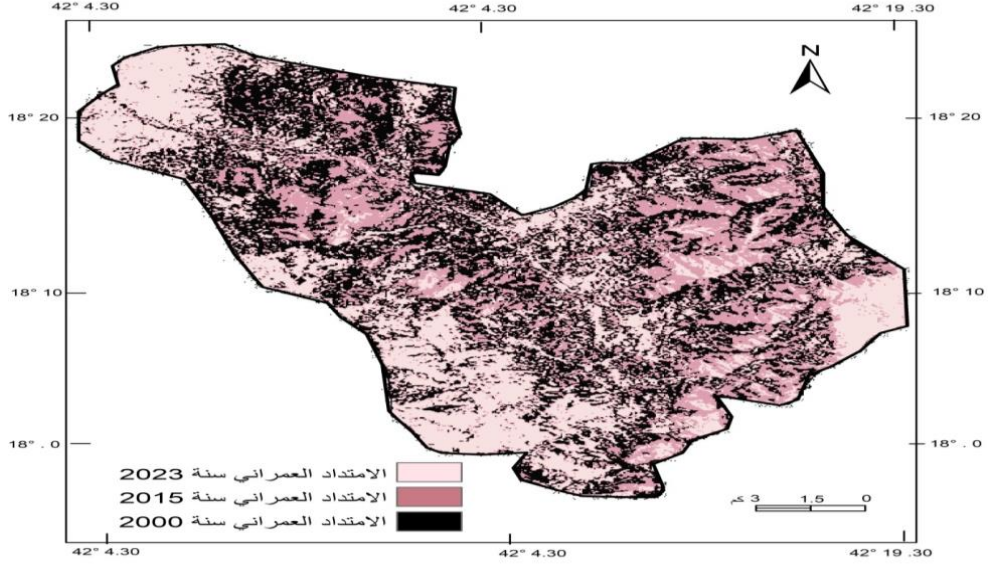 42° 4.30 42° 4.30 42° 19 .30
N
18° 20 18° 20
18° 10 18° 10
18° . 0 18° . 0
الامتداد العمراني سنة 2023
الامتداد العمراني سنة 2015
الامتداد العمراني سنة 2000
كم 3 1.5 0
42° 4.30 42° 4.30 42° 19 .30